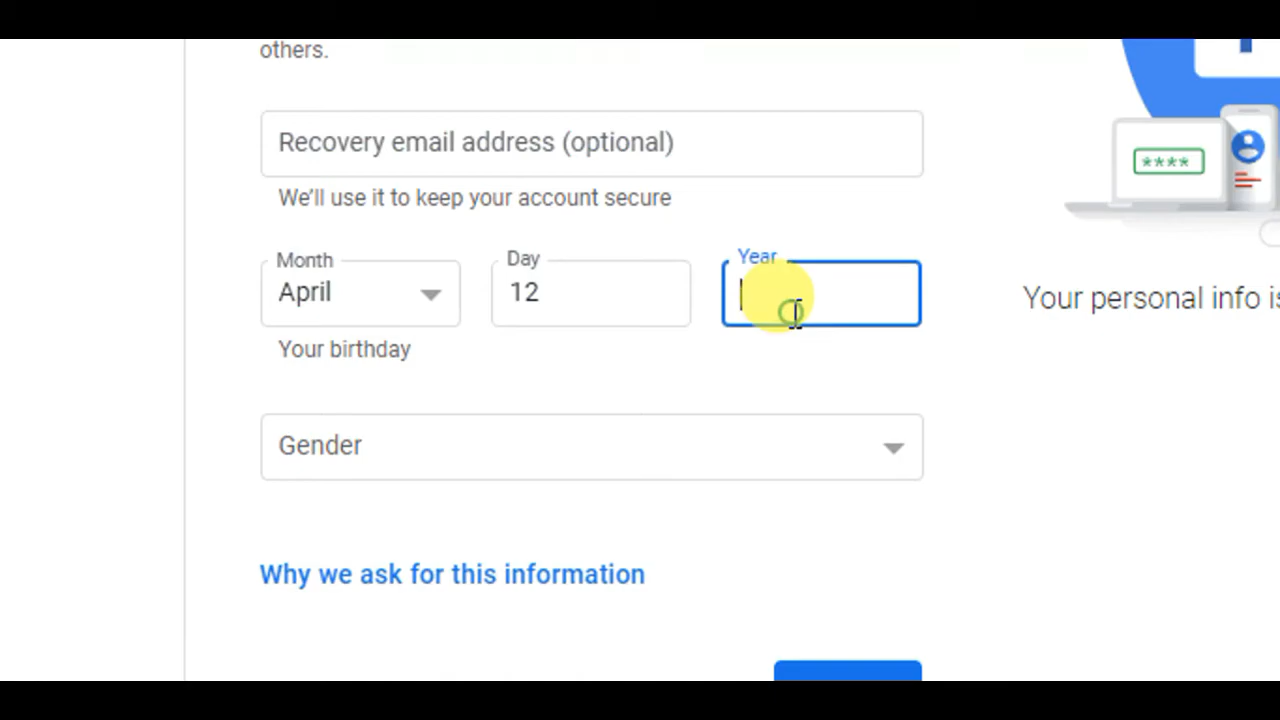 others.
Recovery email address (optional)
We'll use it to keep your account secure
Month
Day
Year
April
12
Your birthday
Gender
Why we ask for this information
****
Your personal info is